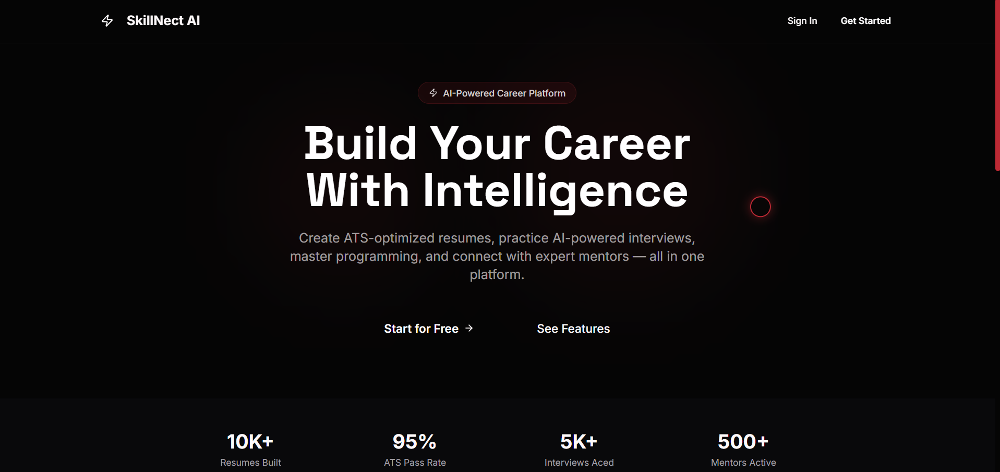 SkillNect AI
Sign In
Get Started
AI-Powered Career Platform
Build Your Career
With Intelligence
Create ATS-optimized resumes, practice AI-powered interviews,
master programming, and connect with expert mentors — all in one
platform.
Start for Free →
See Features
10K+
Resumes Built
95%
ATS Pass Rate
5K+
Interviews Aced
500+
Mentors Active